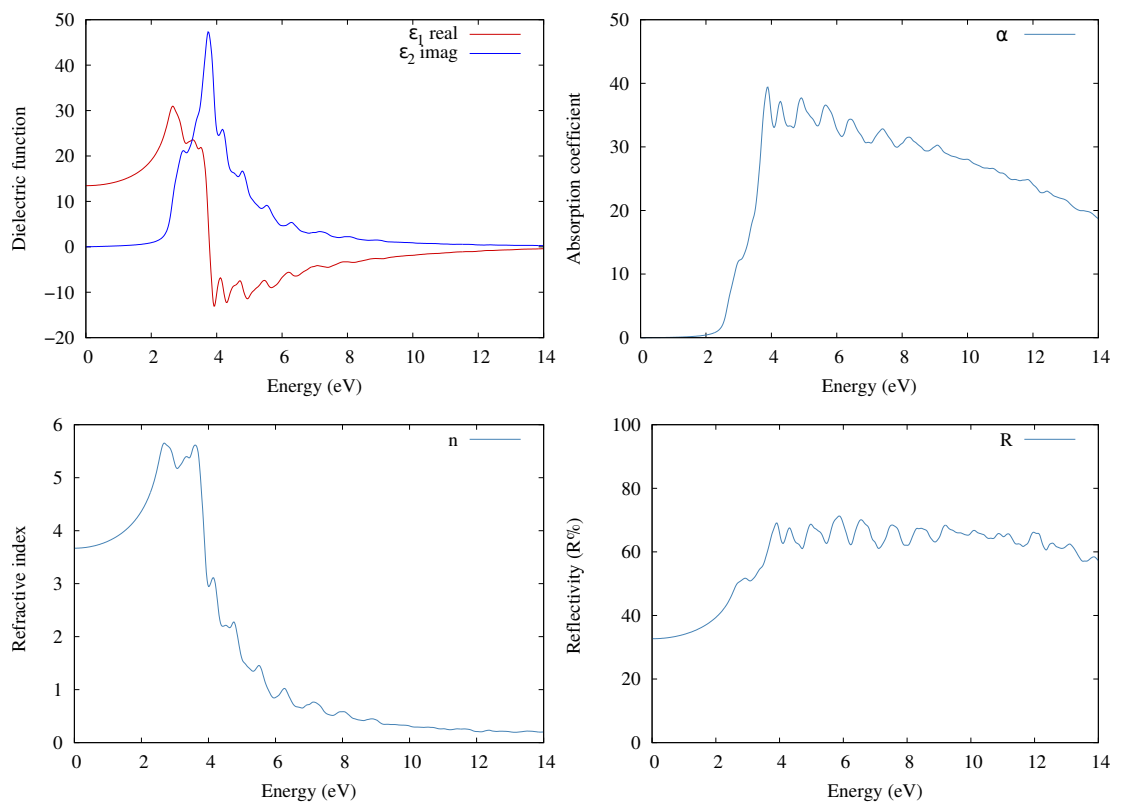 50
40
30
20
10
0
−10
−20
0 2 4 6 8 10 12 14
Dielectric function
Energy (eV)
ε1 real
ε2 imag
50
40
30
20
10
0
0 2 4 6 8 10 12 14
Absorption coefficient
Energy (eV)
α
6
5
4
3
2
1
0
0 2 4 6 8 10 12 14
Refractive index
Energy (eV)
n
100
80
60
40
20
0
0 2 4 6 8 10 12 14
Reflectivity (R%)
Energy (eV)
R